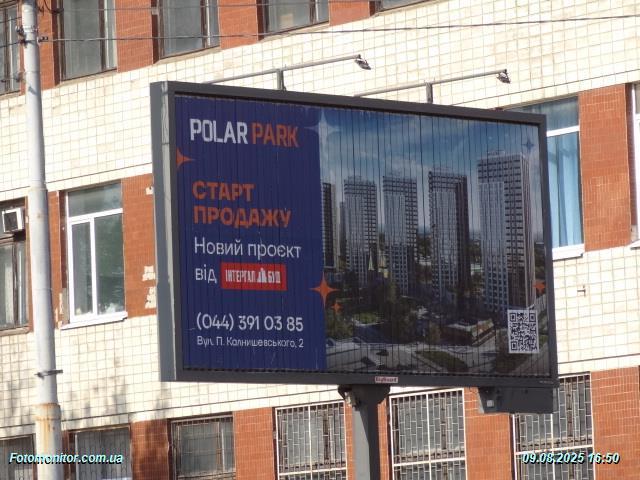 POLAR PARK
СТАРТ
ПРОДАЖУ
Новий проєкт
від ІНТЕРГАЛ БУД
(044) 391 03 85
Вул. П. Калнишевського, 2
BigBoard
Fotomonitor.com.ua
09.08.2025 16:50